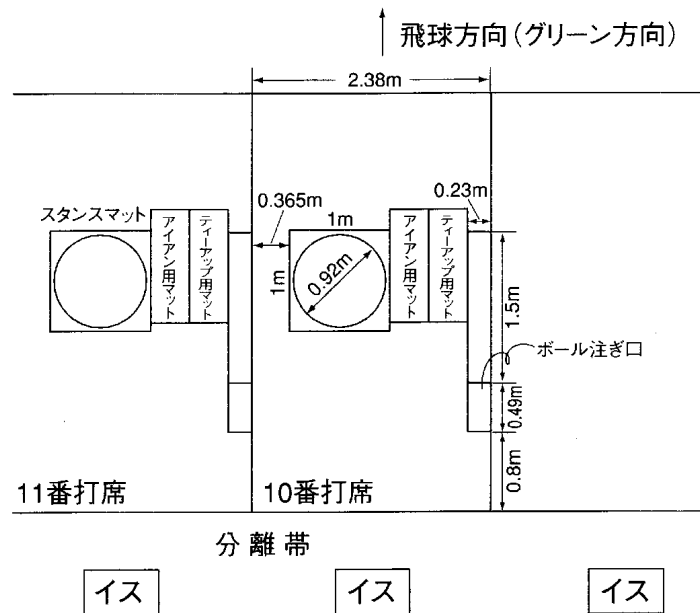 飛球方向（グリーン方向）
2.38m
0.365m
0.23m
スタンスマット
アイアン用マット
ティーアップ用マット
1m
1m
0.92m
アイアン用マット
ティーアップ用マット
1.5m
ボール注ぎ口
0.49m
0.8m
11番打席
10番打席
分離帯
イス
イス
イス